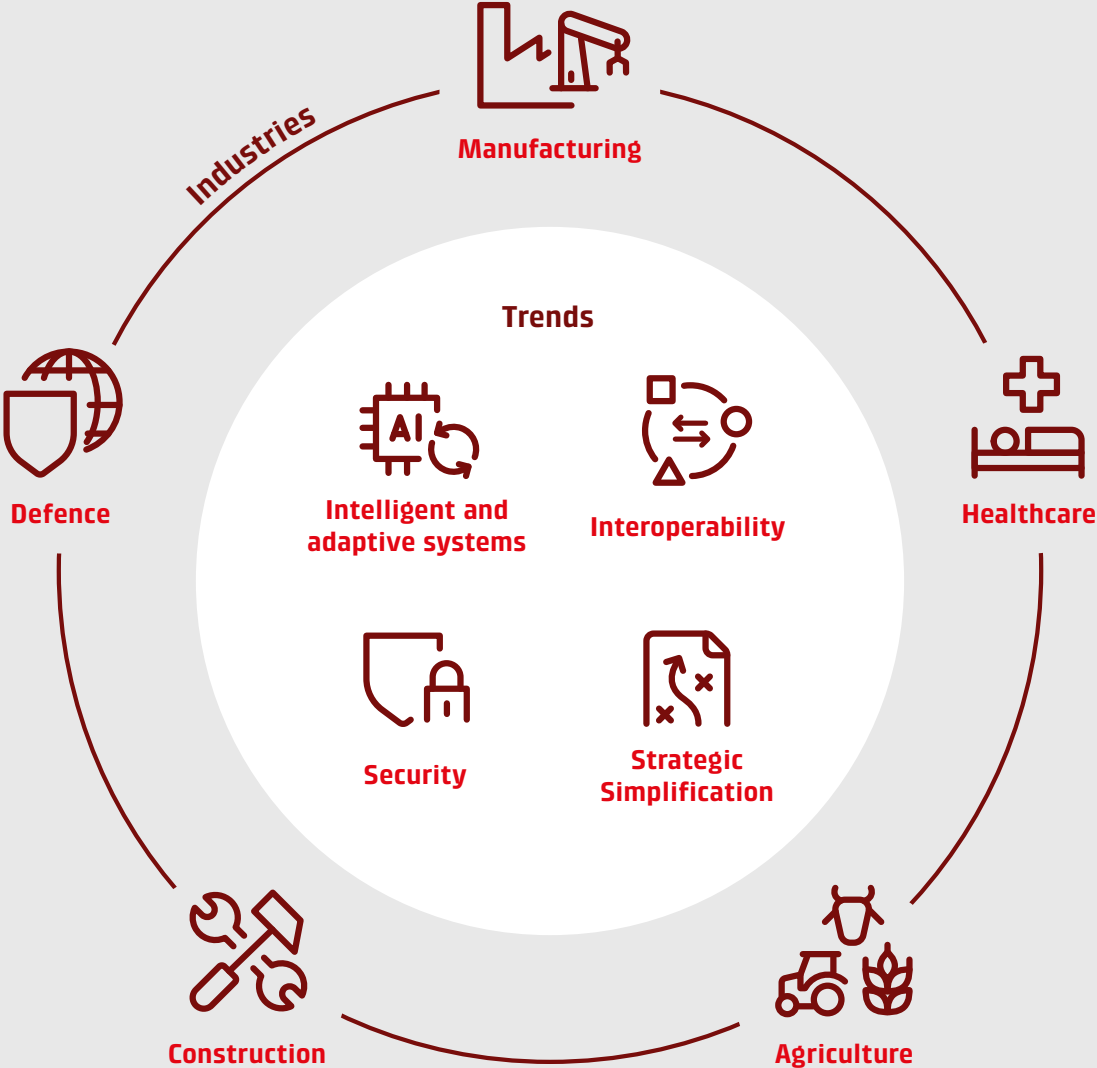 Manufacturing
Industries
Trends
AI
Intelligent and
adaptive systems
Interoperability
Defence
Healthcare
Security
Strategic
Simplification
Construction
Agriculture